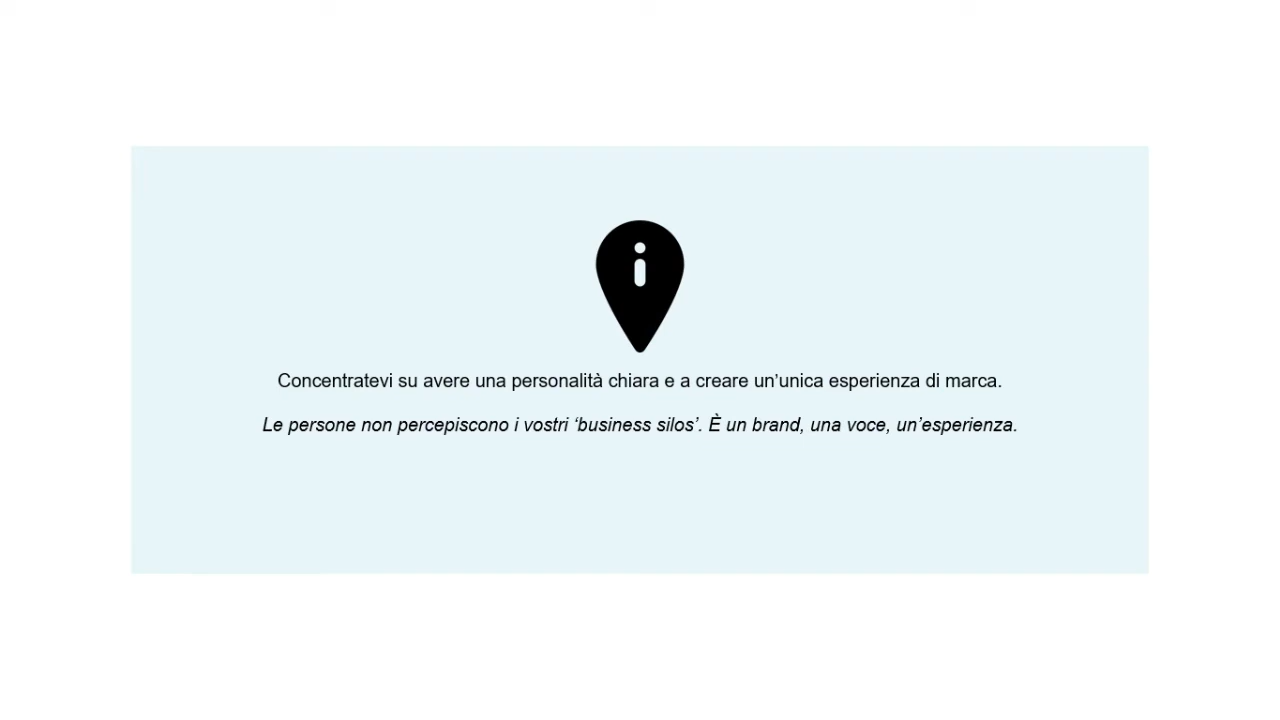 Concentratevi su avere una personalità chiara e a creare un’unica esperienza di marca.
Le persone non percepiscono i vostri ‘business silos’. È un brand, una voce, un’esperienza.